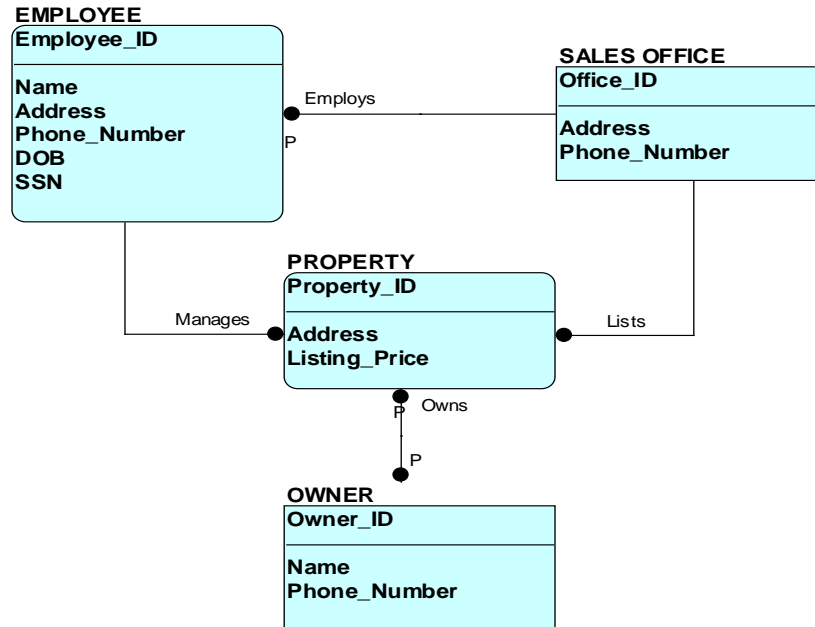 EMPLOYEE
Employee_ID
Name
Address
Phone_Number
DOB
SSN
Employs
P
SALES OFFICE
Office_ID
Address
Phone_Number
Manages
PROPERTY
Property_ID
Address
Listing_Price
Lists
P
Owns
P
OWNER
Owner_ID
Name
Phone_Number